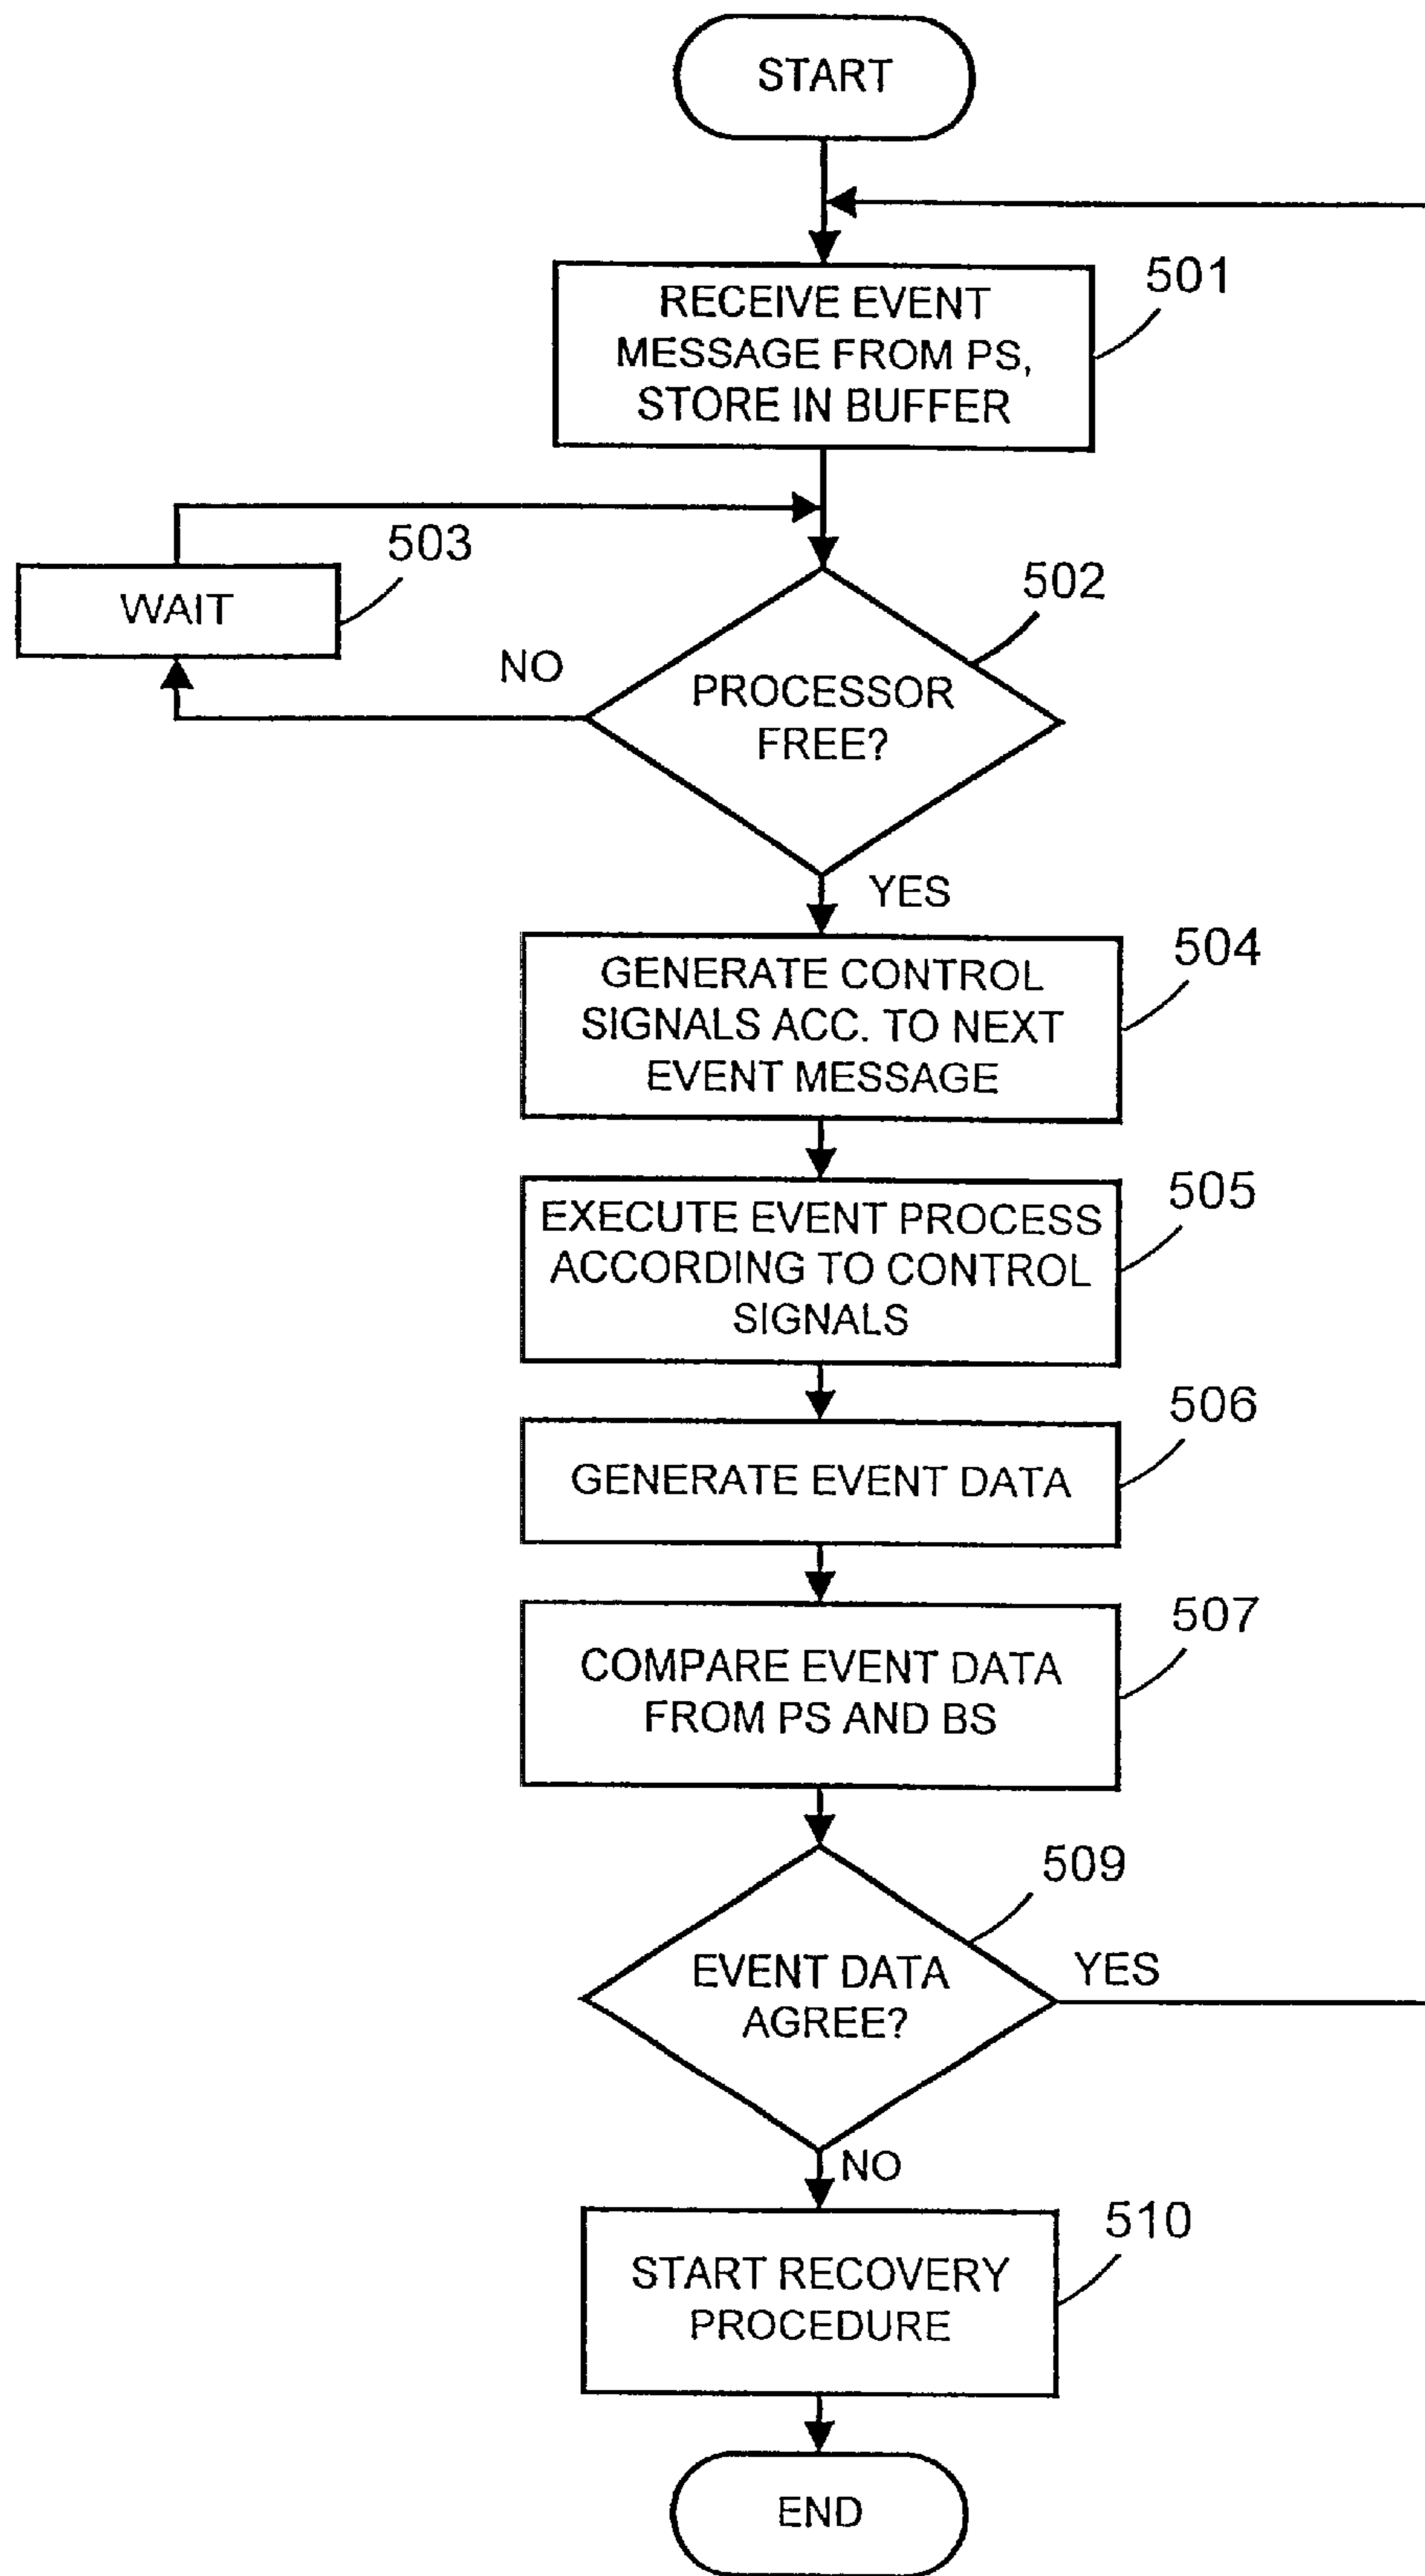 START
RECEIVE EVENT
MESSAGE FROM PS,
STORE IN BUFFER
501
503
WAIT
502
NO
PROCESSOR
FREE?
YES
GENERATE CONTROL
SIGNALS ACC. TO NEXT
EVENT MESSAGE
504
EXECUTE EVENT PROCESS
ACCORDING TO CONTROL
SIGNALS
505
506
GENERATE EVENT DATA
507
COMPARE EVENT DATA
FROM PS AND BS
509
EVENT DATA
AGREE?
YES
NO
510
START RECOVERY
PROCEDURE
END